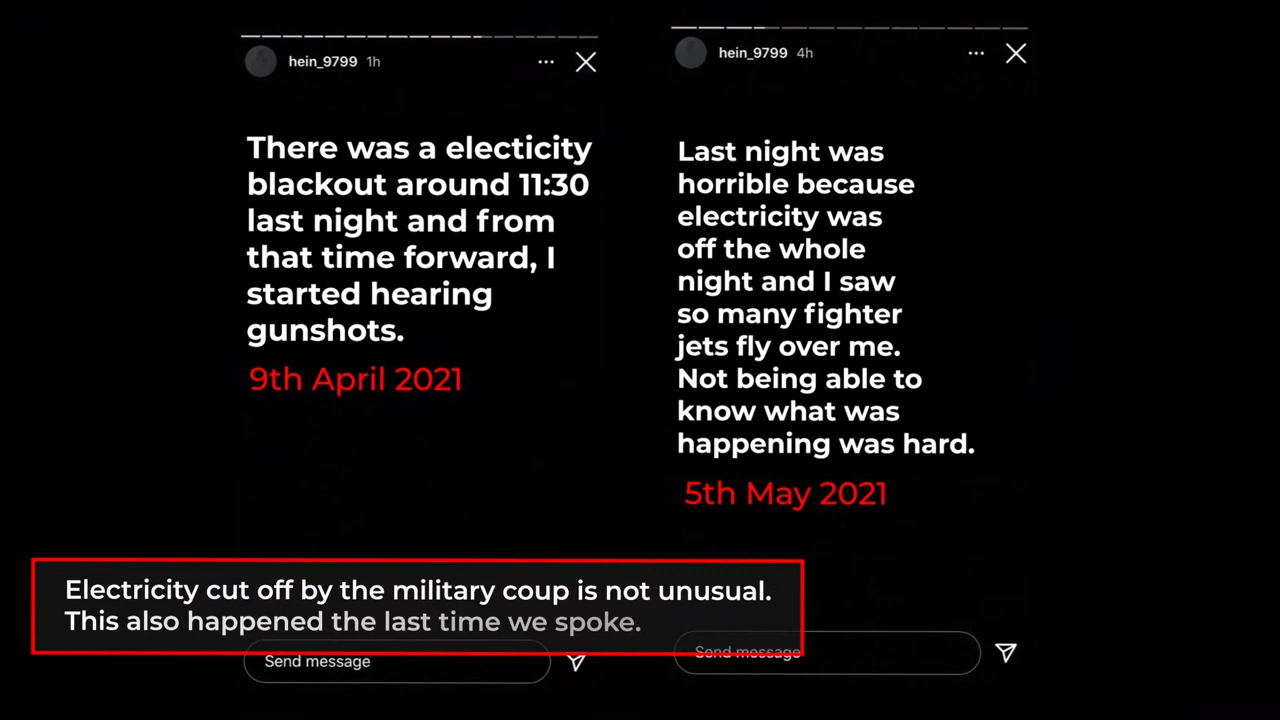 hein_9799 1h
There was a electicity
blackout around 11:30
last night and from
that time forward, I
started hearing
gunshots.
9th April 2021
Send message
hein_9799 4h
Last night was
horrible because
electricity was
off the whole
night and I saw
so many fighter
jets fly over me.
Not being able to
know what was
happening was hard.
5th May 2021
Send message
Electricity cut off by the military coup is not unusual.
This also happened the last time we spoke.